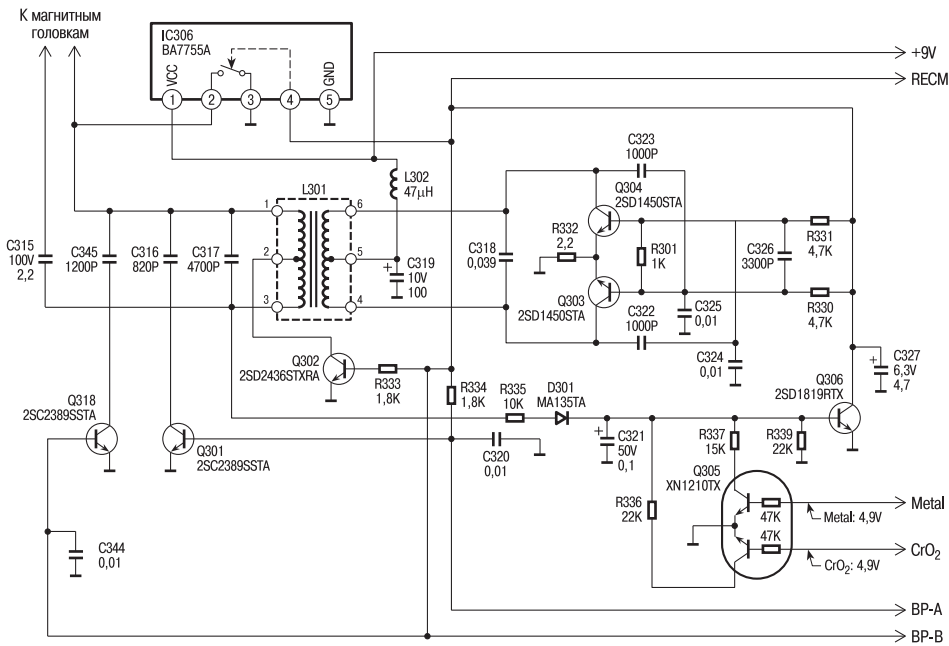 К магнитным
головкам
IC306
BA7755A
VCC
GND
1
2
3
4
5
+9V
RECM
L302
47µH
L301
1
2
3
6
5
4
C315
100V
2,2
C345
1200P
C316
820P
C317
4700P
C319
10V
100
+
C318
0,039
C323
1000P
Q304
2SD1450STA
R332
2,2
R301
1K
C326
3300P
R331
4,7K
Q303
2SD1450STA
C322
1000P
C325
0,01
R330
4,7K
C324
0,01
C327
6,3V
4,7
+
Q302
2SD2436STXRA
R333
1,8K
R334
1,8K
R335
10K
D301
MA135TA
Q306
2SD1819RTX
Q318
2SC2389SSTA
Q301
2SC2389SSTA
C320
0,01
+
C321
50V
0,1
R337
15K
R339
22K
Q305
XN1210TX
R336
22K
47K
47K
Metal
Metal: 4,9V
CrO₂
CrO₂: 4,9V
C344
0,01
BP-A
BP-B